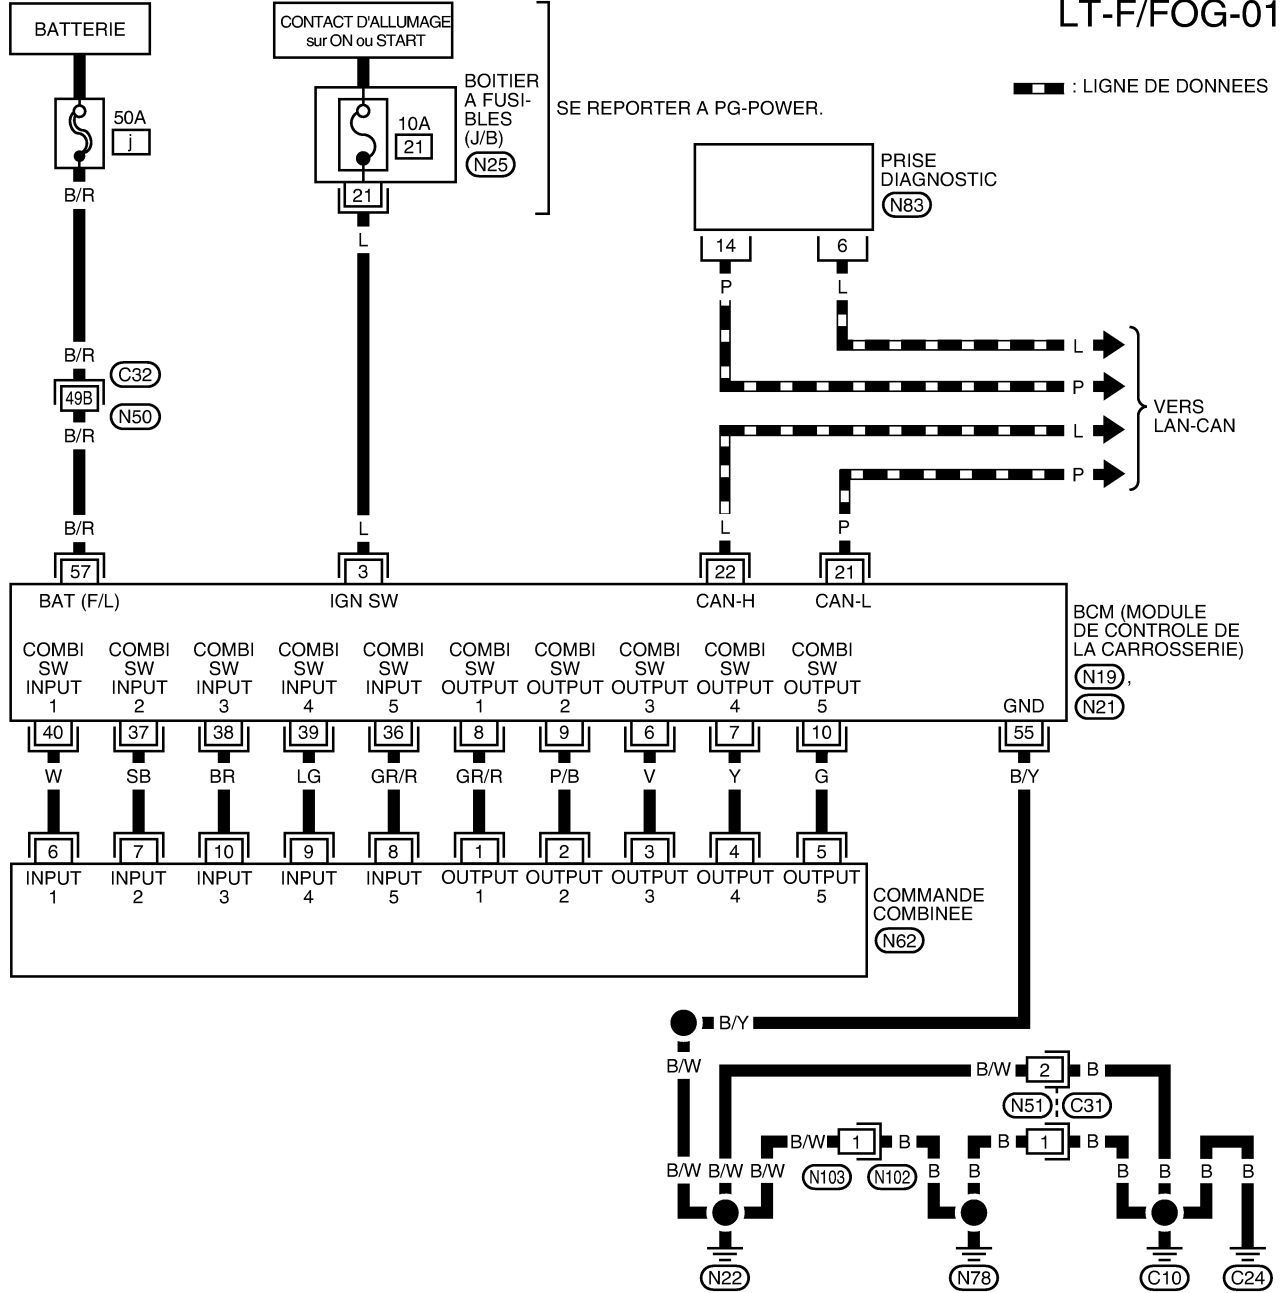 LT-F/FOG-01
BATTERIE
CONTACT D'ALLUMAGE
sur ON ou START
: LIGNE DE DONNEES
50A
j
10A
21
BOITIER
A FUSI-
BLES
(J/B)
N25
SE REPORTER A PG-POWER.
21
PRISE
DIAGNOSTIC
N83
14
6
B/R
L
P
L
L
P
L
P
VERS
LAN-CAN
B/R
C32
49B
N50
B/R
B/R
L
L
P
57
3
22
21
BAT (F/L)
IGN SW
CAN-H
CAN-L
BCM (MODULE
DE CONTROLE DE
LA CARROSSERIE)
N19 ,
N21
COMBI
SW
INPUT
1
COMBI
SW
INPUT
2
COMBI
SW
INPUT
3
COMBI
SW
INPUT
4
COMBI
SW
INPUT
5
COMBI
SW
OUTPUT
1
COMBI
SW
OUTPUT
2
COMBI
SW
OUTPUT
3
COMBI
SW
OUTPUT
4
COMBI
SW
OUTPUT
5
GND
40
37
38
39
36
8
9
6
7
10
55
W
SB
BR
LG
GR/R
GR/R
P/B
V
Y
G
B/Y
6
7
10
9
8
1
2
3
4
5
INPUT
1
INPUT
2
INPUT
3
INPUT
4
INPUT
5
OUTPUT
1
OUTPUT
2
OUTPUT
3
OUTPUT
4
OUTPUT
5
COMMANDE
COMBINEE
N62
B/Y
B/W
B/W
2
B
N51
C31
B/W
1
B
B
1
B
N103
N102
B/W
B/W
B/W
B
B
B
B
B
B
N22
N78
C10
C24